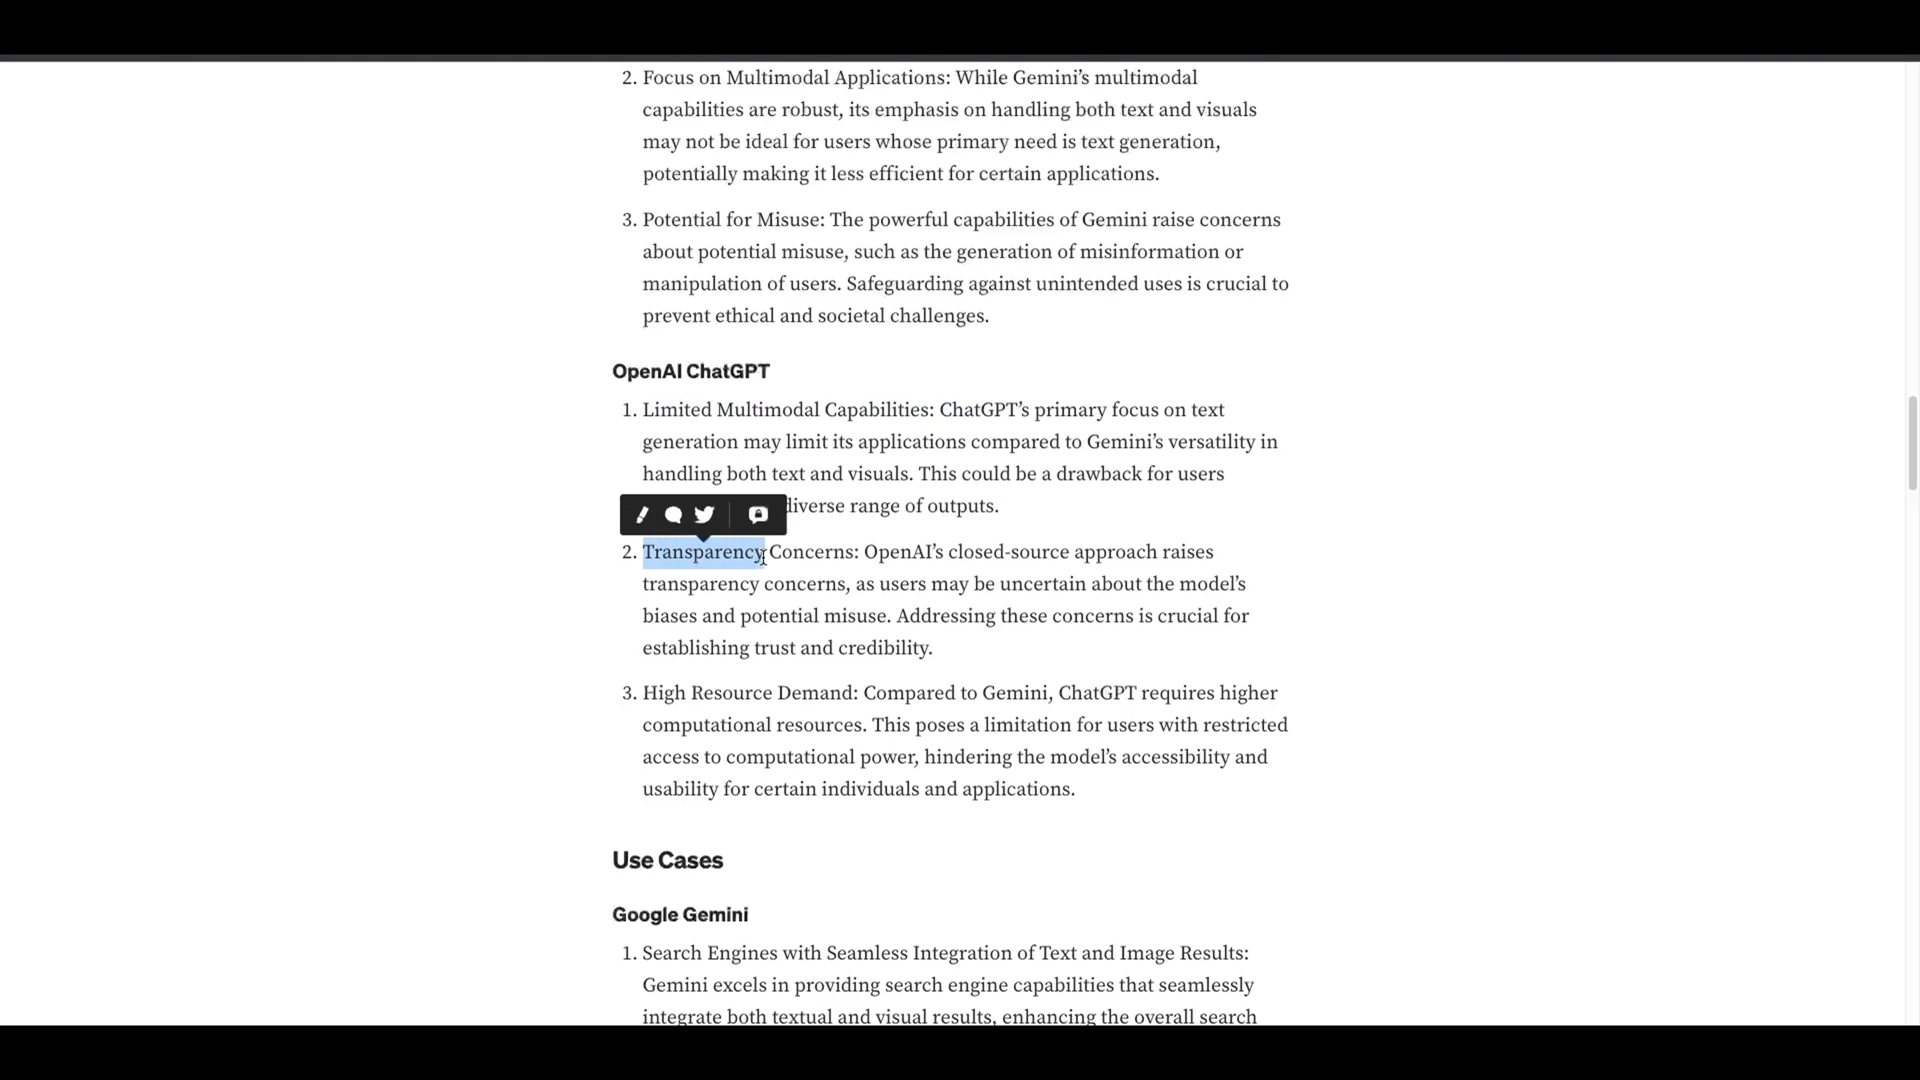 2. Focus on Multimodal Applications: While Gemini’s multimodal
capabilities are robust, its emphasis on handling both text and visuals
may not be ideal for users whose primary need is text generation,
potentially making it less efficient for certain applications.
3. Potential for Misuse: The powerful capabilities of Gemini raise concerns
about potential misuse, such as the generation of misinformation or
manipulation of users. Safeguarding against unintended uses is crucial to
prevent ethical and societal challenges.
OpenAI ChatGPT
1. Limited Multimodal Capabilities: ChatGPT’s primary focus on text
generation may limit its applications compared to Gemini’s versatility in
handling both text and visuals. This could be a drawback for users
diverse range of outputs.
2. Transparency Concerns: OpenAI’s closed-source approach raises
transparency concerns, as users may be uncertain about the model’s
biases and potential misuse. Addressing these concerns is crucial for
establishing trust and credibility.
3. High Resource Demand: Compared to Gemini, ChatGPT requires higher
computational resources. This poses a limitation for users with restricted
access to computational power, hindering the model’s accessibility and
usability for certain individuals and applications.
Use Cases
Google Gemini
1. Search Engines with Seamless Integration of Text and Image Results:
Gemini excels in providing search engine capabilities that seamlessly
integrate both textual and visual results, enhancing the overall search